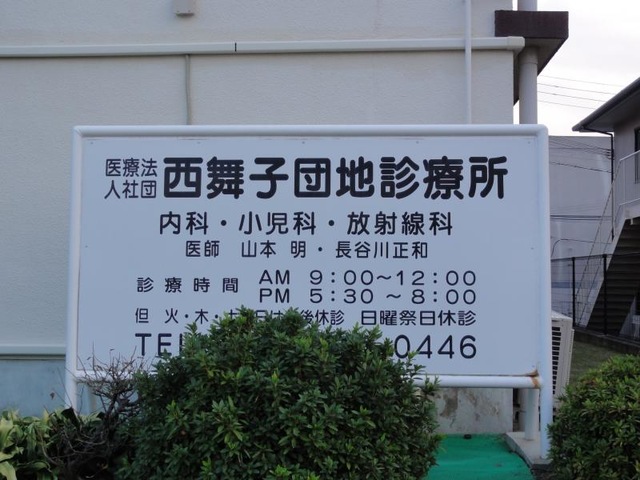 医療法人社団 西舞子団地診療所
内科・小児科・放射線科
医師 山本 明・長谷川正和
診療時間 AM 9:00～12:00
PM 5:30～8:00
但 火・木・土 後休診 日曜祭日休診
TEL 0446